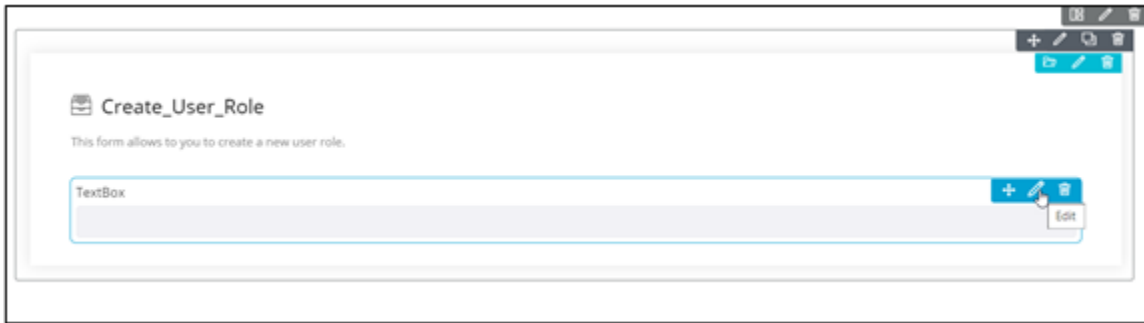 Create_User_Role
This form allows to you to create a new user role.
TextBox
Edit